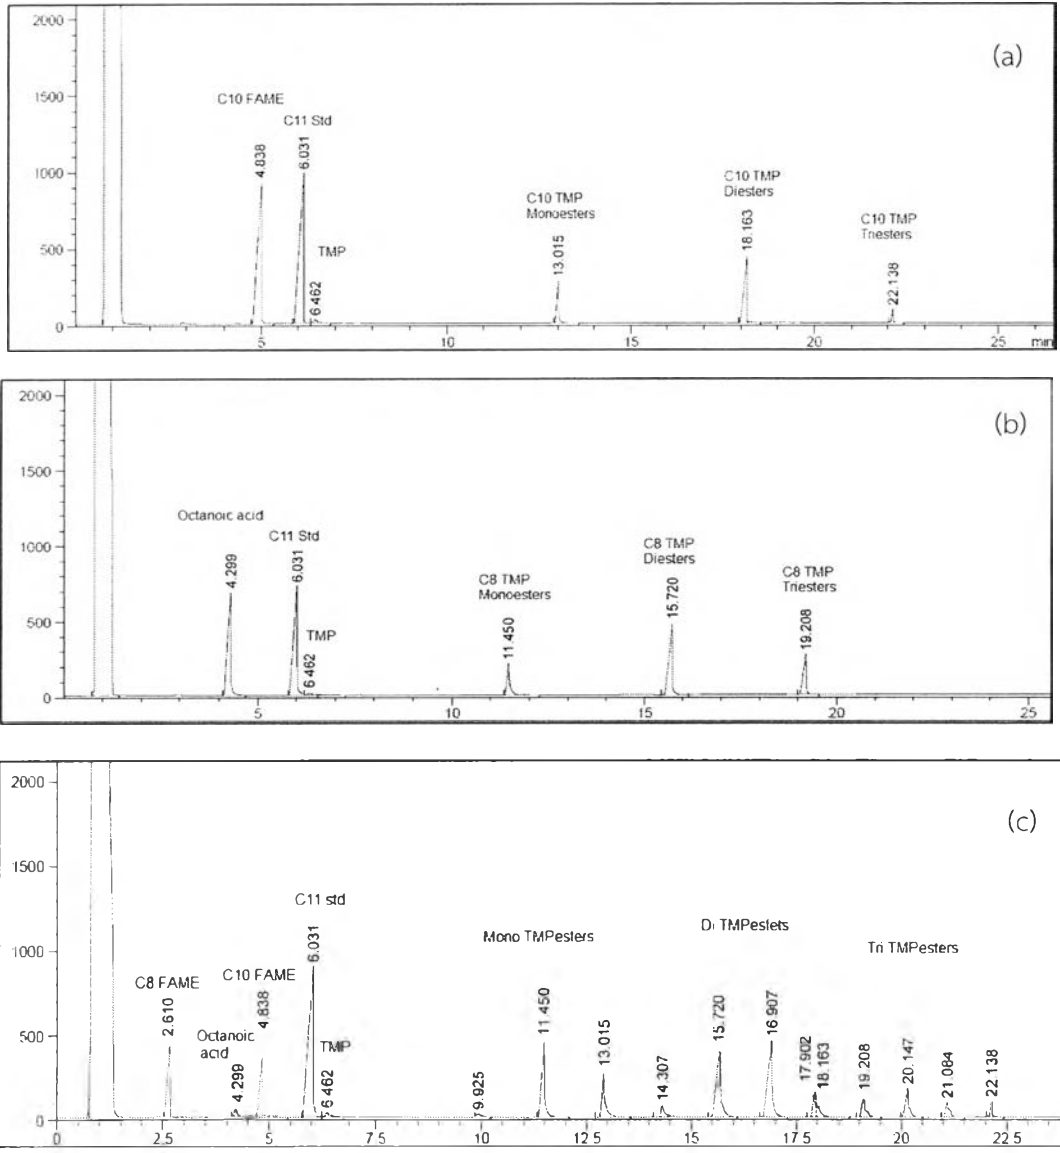 2000
(a)
1500
C10 FAME
C11 Std
4.838
6.031
1000
C10 TMP
Diesters
C10 TMP
Monoesters
C10 TMP
Triesters
18.163
TMP
13.015
500
6.462
22.138
0
5
10
15
20
25
min
2000
(b)
1500
Octanoic acid
C11 Std
1000
4.299
6.031
C8 TMP
Diesters
C8 TMP
Monoesters
C8 TMP
Triesters
15.720
500
TMP
11.450
19.208
6.462
0
5
10
15
20
25
2000
(c)
1500
C11 std
6.031
Mono TMPesters
Di TMPesters
Tri TMPesters
1000
C8 FAME
C10 FAME
2.610
4.838
Octanoic
acid
11.450
15.720
16.907
500
TMP
4.299
6.462
9.925
13.015
14.307
17.902
18.163
19.208
20.147
21.084
22.138
0
0
2.5
5
7.5
10
12.5
15
17.5
20
22.5